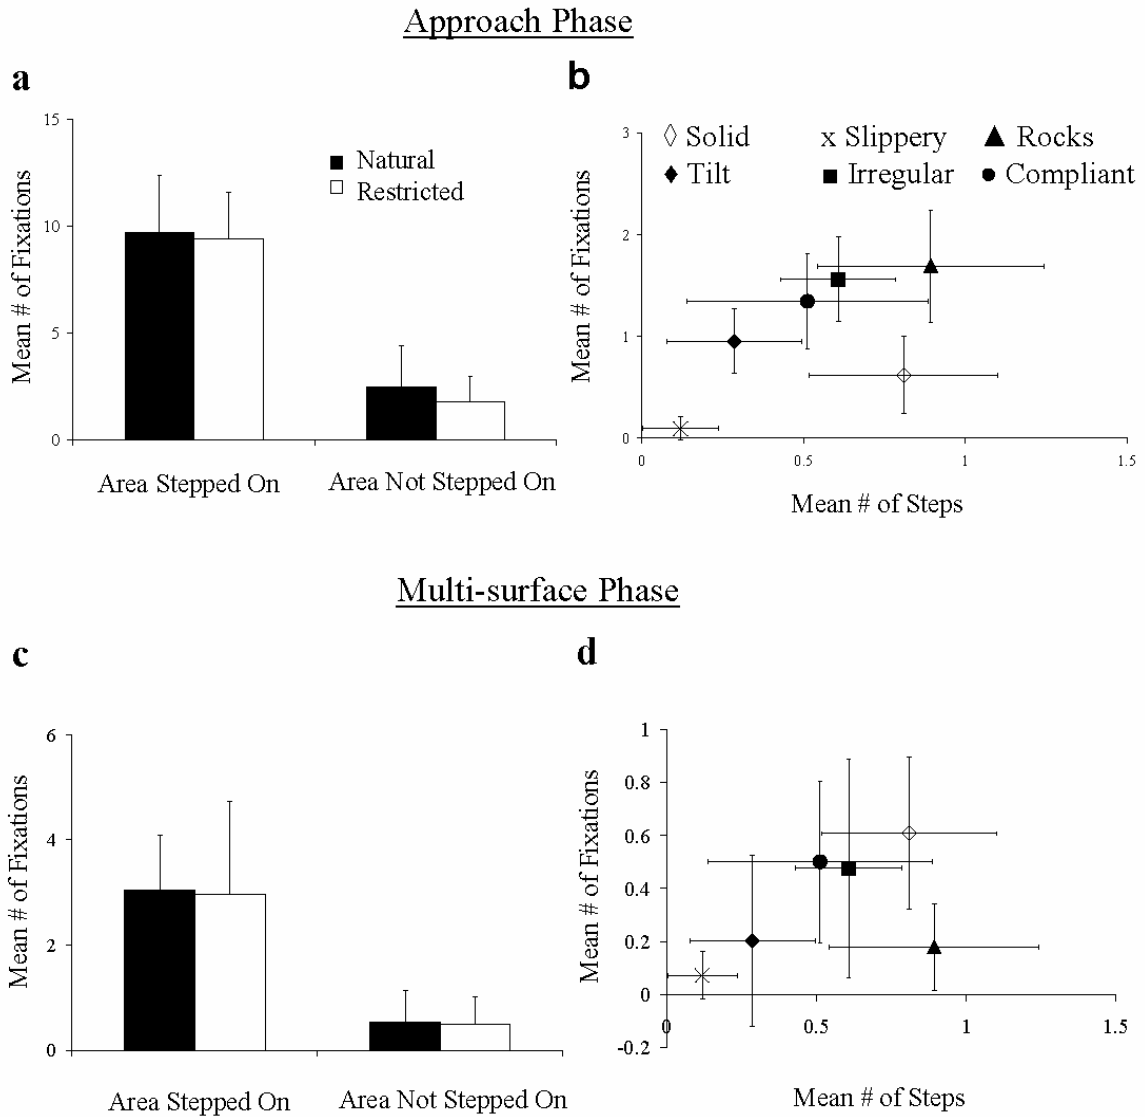 Approach Phase
a
b
15
10
5
0
Mean # of Fixations
Natural
Restricted
Area Stepped On
Area Not Stepped On
3
2
1
0
Mean # of Fixations
Solid
Slippery
Rocks
Tilt
Irregular
Compliant
0
0.5
1
1.5
Mean # of Steps
Multi-surface Phase
c
d
6
4
2
0
Mean # of Fixations
Area Stepped On
Area Not Stepped On
1
0.8
0.6
0.4
0.2
0
-0.2
Mean # of Fixations
0
0.5
1
1.5
Mean # of Steps